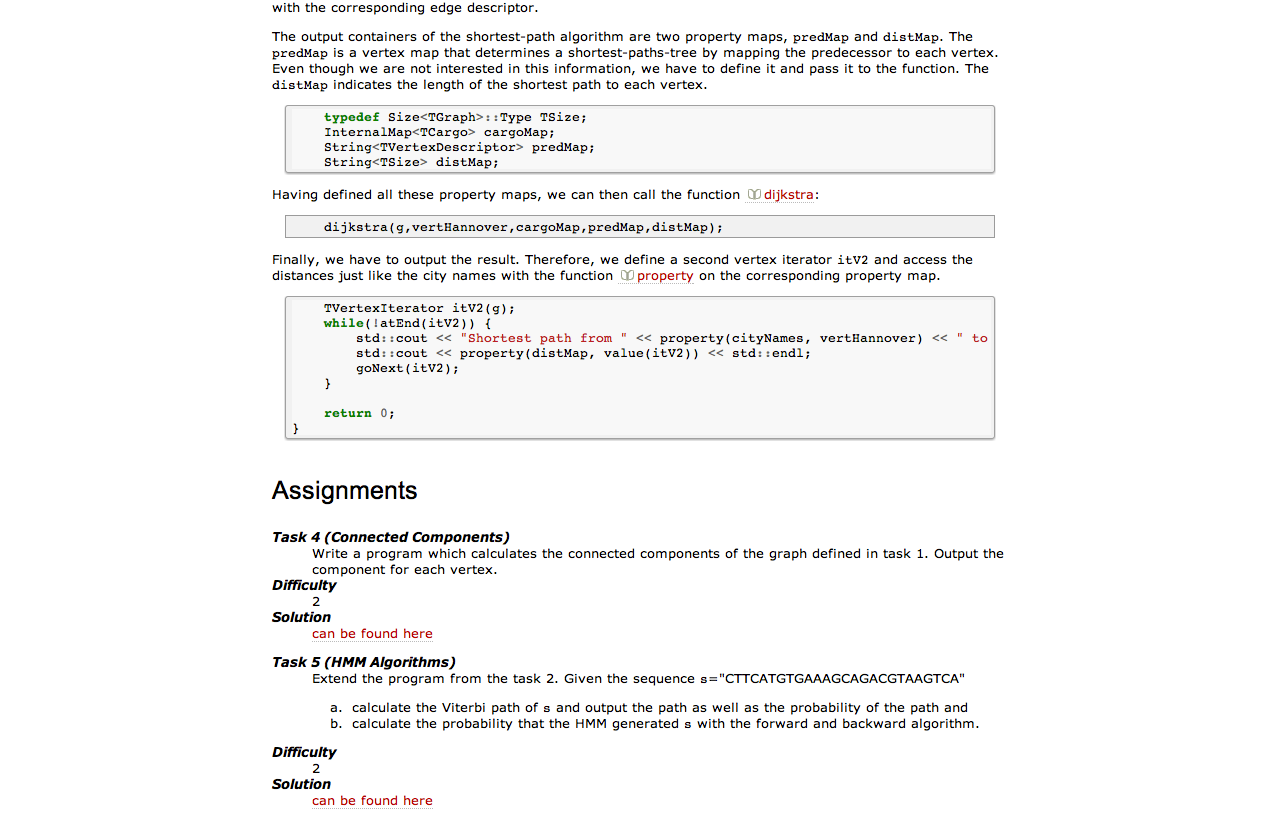 with the corresponding edge descriptor.
The output containers of the shortest-path algorithm are two property maps, predMap and distMap. The
predMap is a vertex map that determines a shortest-paths-tree by mapping the predecessor to each vertex.
Even though we are not interested in this information, we have to define it and pass it to the function. The
distMap indicates the length of the shortest path to each vertex.
typedef Size<TGraph>::Type TSize;
InternalMap<TCargo> cargoMap;
String<TVertexDescriptor> predMap;
String<TSize> distMap;
Having defined all these property maps, we can then call the function dijkstra:
dijkstra(g,vertHannover,cargoMap,predMap,distMap);
Finally, we have to output the result. Therefore, we define a second vertex iterator itV2 and access the
distances just like the city names with the function property on the corresponding property map.
TVertexIterator itV2(g);
while(!atEnd(itV2)) {
std::cout << "Shortest path from " << property(cityNames, vertHannover) << " to
std::cout << property(distMap, value(itV2)) << std::endl;
goNext(itV2);
}
return 0;
}
Assignments
Task 4 (Connected Components)
Write a program which calculates the connected components of the graph defined in task 1. Output the
component for each vertex.
Difficulty
2
Solution
can be found here
Task 5 (HMM Algorithms)
Extend the program from the task 2. Given the sequence s="CTTCATGTGAAAGCAGACGTAAGTCA"
a. calculate the Viterbi path of s and output the path as well as the probability of the path and
b. calculate the probability that the HMM generated s with the forward and backward algorithm.
Difficulty
2
Solution
can be found here